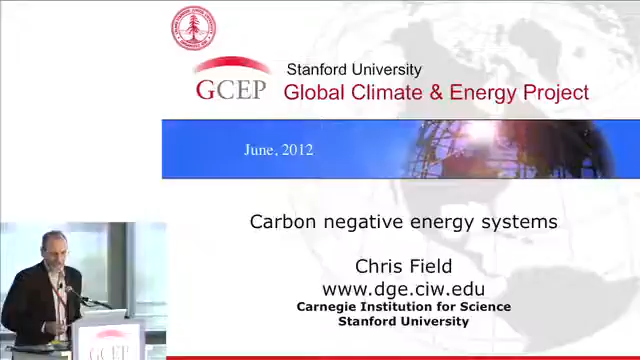 Stanford University
GCEP
Global Climate & Energy Project
June, 2012
Carbon negative energy systems
Chris Field
www.dge.ciw.edu
Carnegie Institution for Science
Stanford University
GCEP